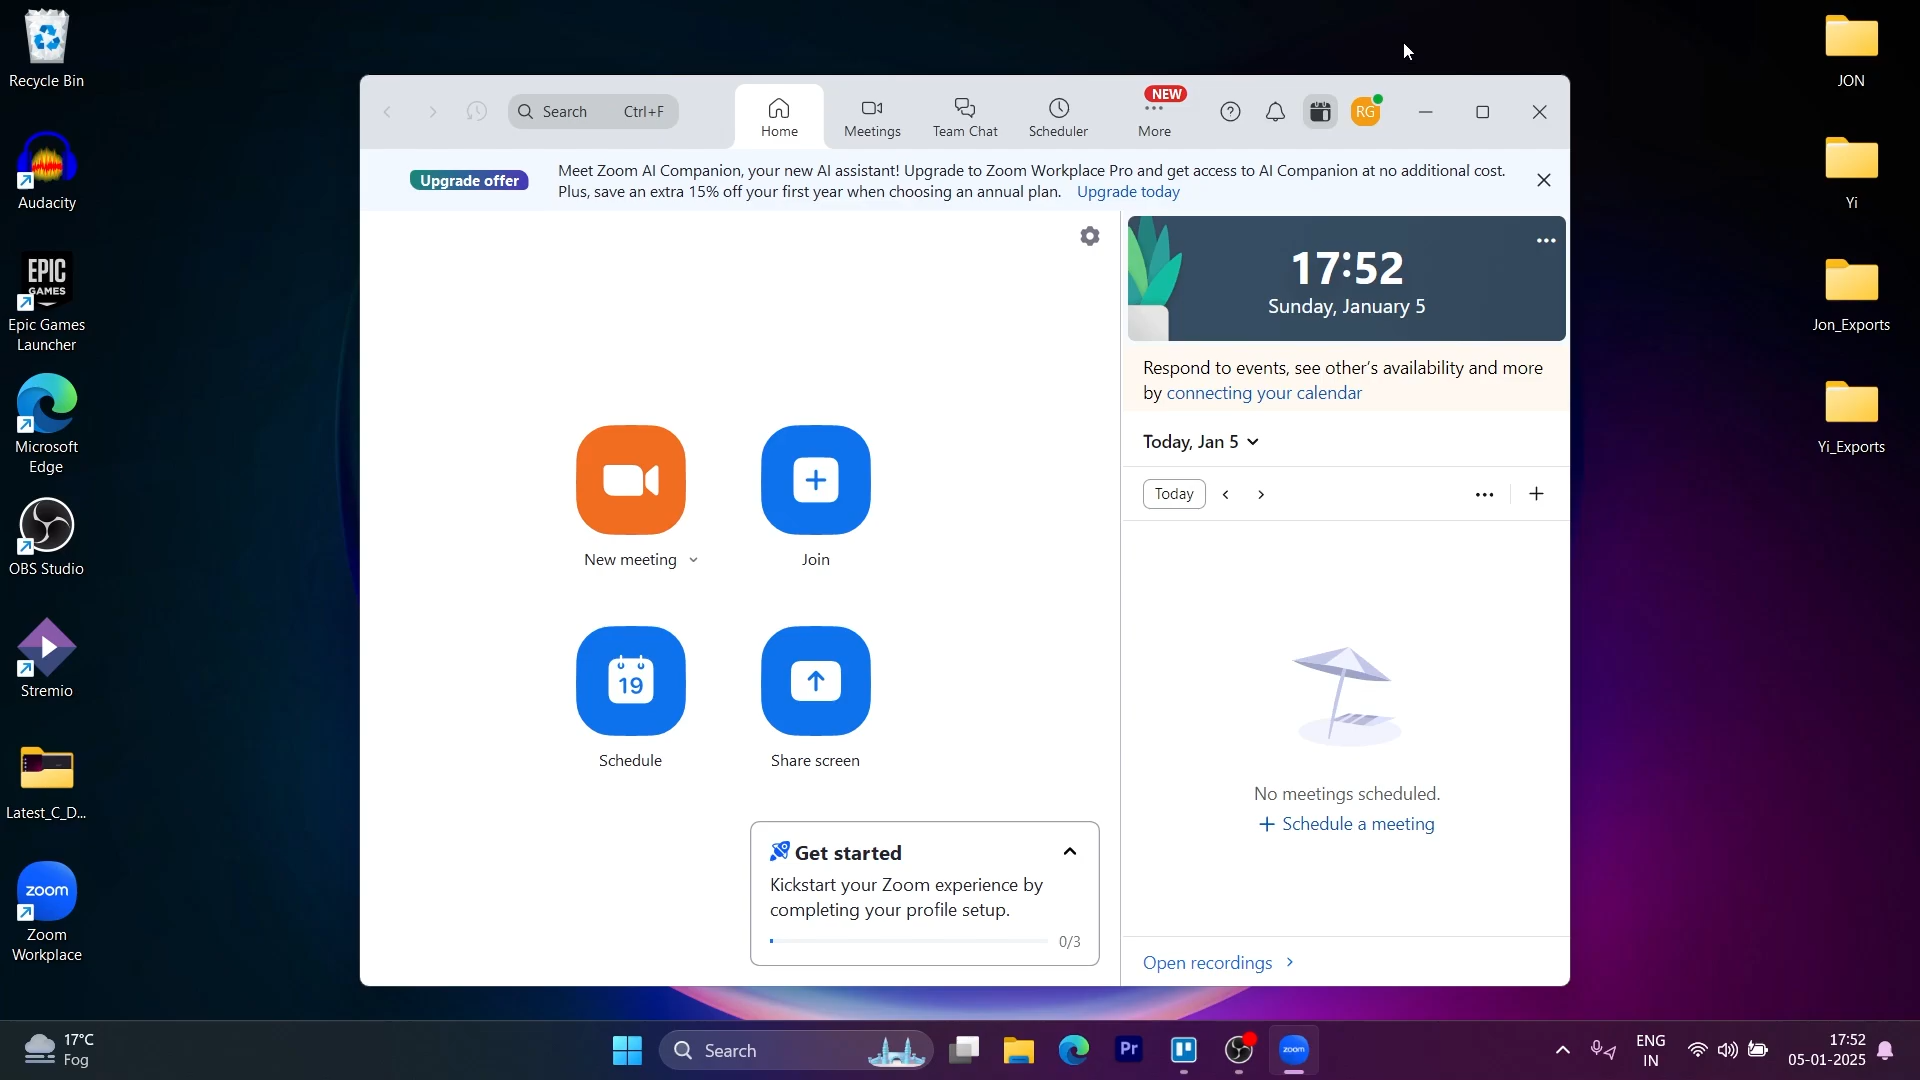 Recycle Bin
Audacity
EPIC
GAMES
Epic Games
Launcher
Microsoft
Edge
OBS Studio
Stremio
Latest_C_D...
zoom
Zoom
Workplace
JON
Yi
Jon_Exports
Yi_Exports
Search Ctrl+F
Home
Meetings
Team Chat
Scheduler
NEW
More
RG
Upgrade offer
Meet Zoom AI Companion, your new AI assistant! Upgrade to Zoom Workplace Pro and get access to AI Companion at no additional cost.
Plus, save an extra 15% off your first year when choosing an annual plan. Upgrade today
New meeting
Join
19
Schedule
Share screen
Get started
Kickstart your Zoom experience by
completing your profile setup.
0/3
17:52
Sunday, January 5
Respond to events, see other's availability and more
by connecting your calendar
Today, Jan 5
Today
No meetings scheduled.
+ Schedule a meeting
Open recordings >
17°C
Fog
Search
Pr
zoom
ENG
IN
17:52
05-01-2025